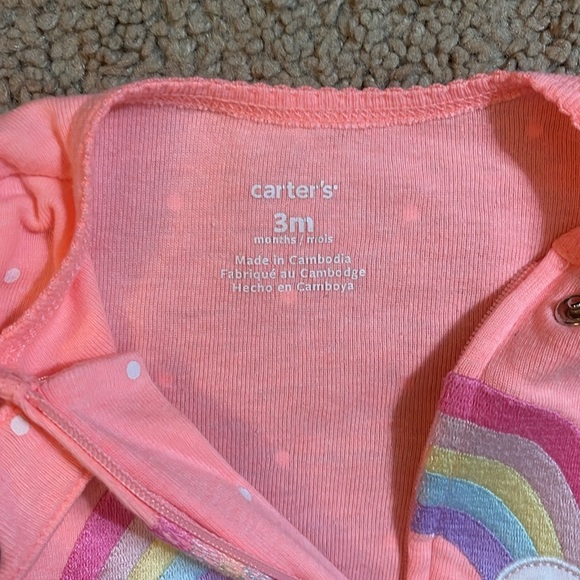 carter's
3m
months / mois
Made in Cambodia
Fabriqué au Cambodge
Hecho en Camboya